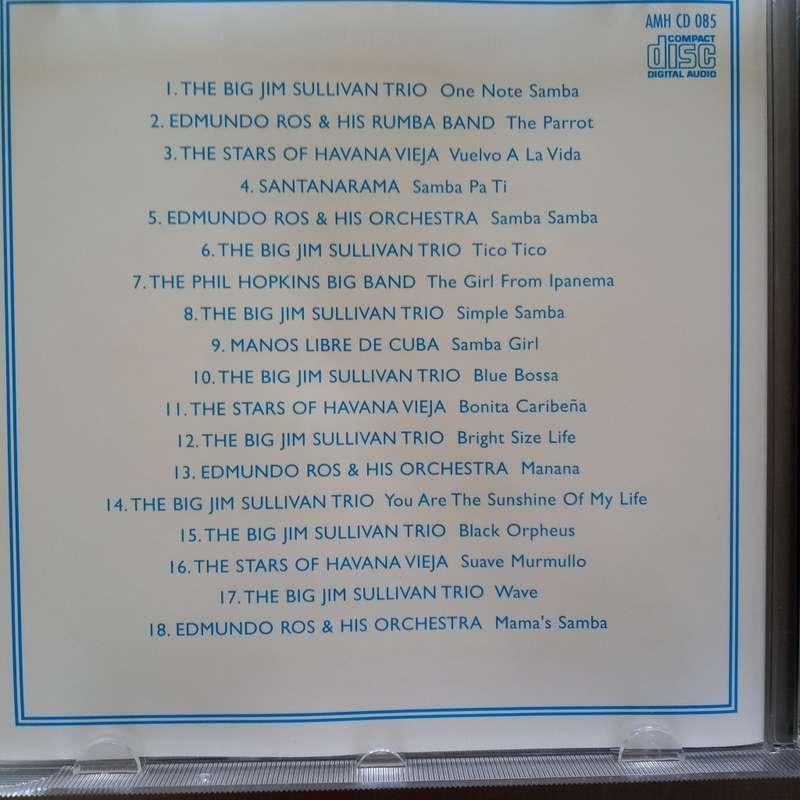 AMH CD 085
COMPACT
disc
DIGITAL AUDIO
1. THE BIG JIM SULLIVAN TRIO One Note Samba
2. EDMUNDO ROS & HIS RUMBA BAND The Parrot
3. THE STARS OF HAVANA VIEJA Vuelvo A La Vida
4. SANTANARAMA Samba Pa Ti
5. EDMUNDO ROS & HIS ORCHESTRA Samba Samba
6. THE BIG JIM SULLIVAN TRIO Tico Tico
7. THE PHIL HOPKINS BIG BAND The Girl From Ipanema
8. THE BIG JIM SULLIVAN TRIO Simple Samba
9. MANOS LIBRE DE CUBA Samba Girl
10. THE BIG JIM SULLIVAN TRIO Blue Bossa
11. THE STARS OF HAVANA VIEJA Bonita Caribeña
12. THE BIG JIM SULLIVAN TRIO Bright Size Life
13. EDMUNDO ROS & HIS ORCHESTRA Manana
14. THE BIG JIM SULLIVAN TRIO You Are The Sunshine Of My Life
15. THE BIG JIM SULLIVAN TRIO Black Orpheus
16. THE STARS OF HAVANA VIEJA Suave Murmullo
17. THE BIG JIM SULLIVAN TRIO Wave
18. EDMUNDO ROS & HIS ORCHESTRA Mama's Samba